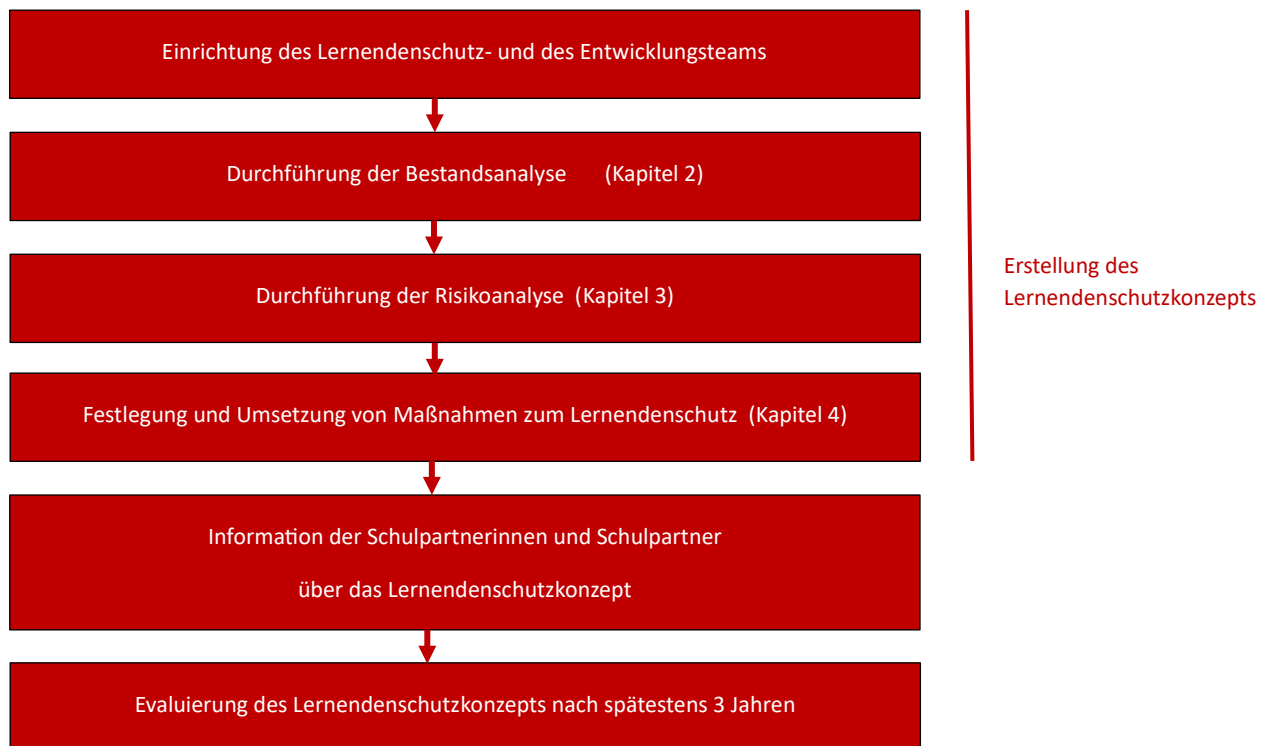 Einrichtung des Lernendenschutz- und des Entwicklungsteams
Durchführung der Bestandsanalyse (Kapitel 2)
Durchführung der Risikoanalyse (Kapitel 3)
Festlegung und Umsetzung von Maßnahmen zum Lernendenschutz (Kapitel 4)
Information der Schulpartnerinnen und Schulpartner
über das Lernendenschutzkonzept
Evaluierung des Lernendenschutzkonzepts nach spätestens 3 Jahren
Erstellung des
Lernendenschutzkonzepts